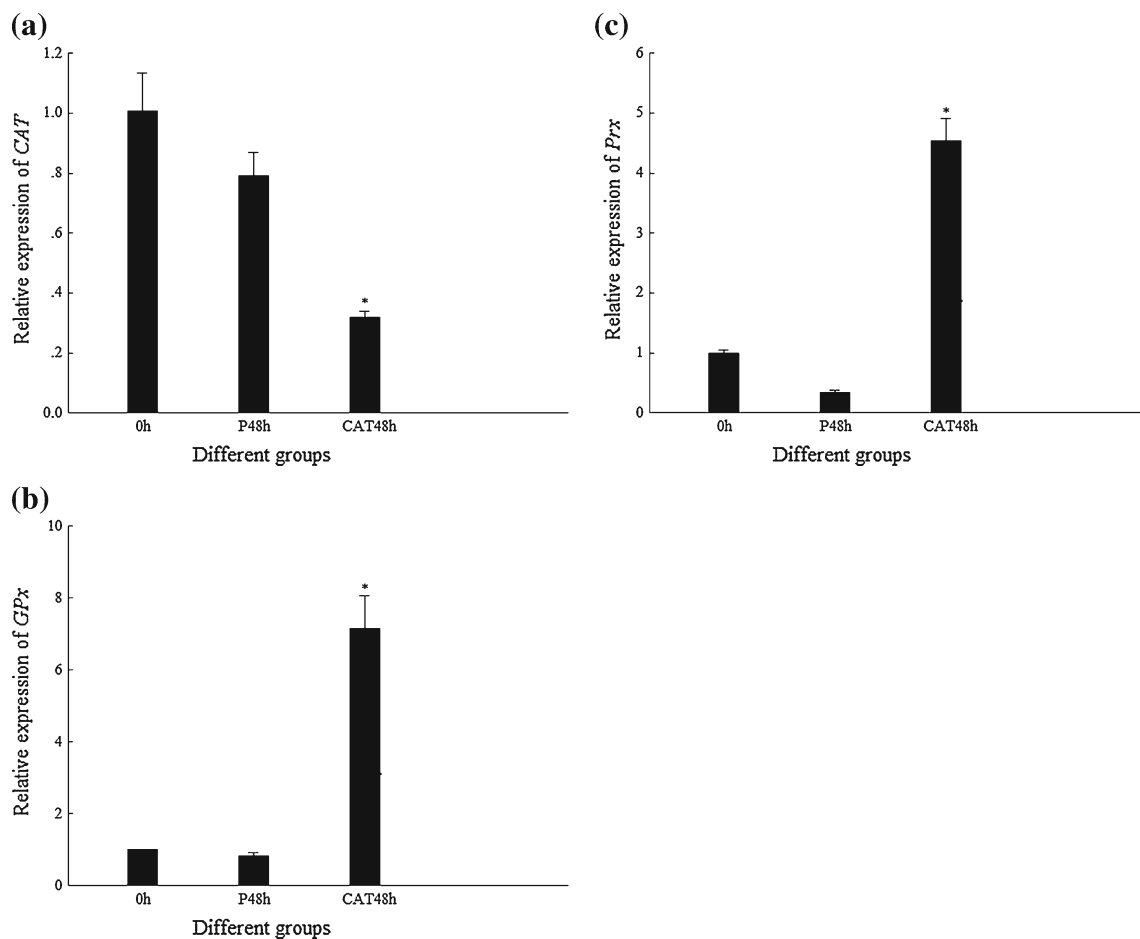 (a)
Relative expression of CAT
1.2
1.0
.8
.6
.4
.2
0.0
*
0h P48h CAT48h
Different groups
(c)
Relative expression of Prx
6
5
4
3
2
1
0
*
0h P48h CAT48h
Different groups
(b)
Relative expression of GPx
10
8
6
4
2
0
*
0h P48h CAT48h
Different groups